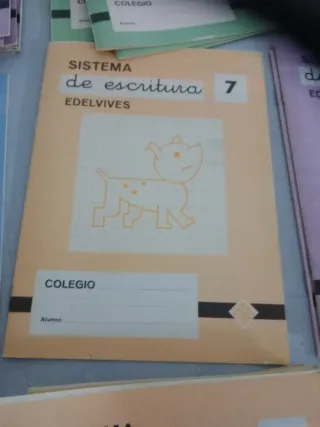 COLEGIO
SISTEMA
de escritura 7
EDELVIVES
COLEGIO
Alumno